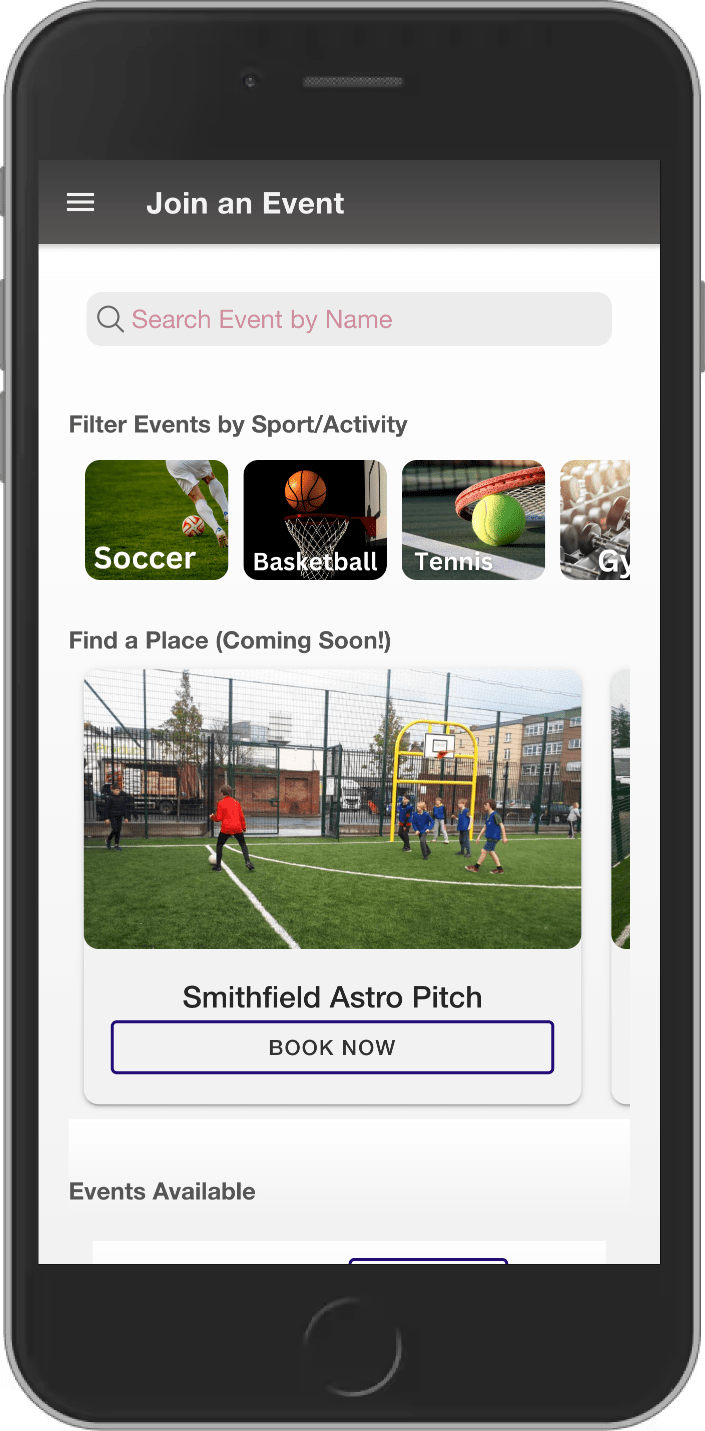 Join an Event
Search Event by Name
Filter Events by Sport/Activity
Soccer
Basketball
Tennis
Gy
Find a Place (Coming Soon!)
Smithfield Astro Pitch
BOOK NOW
Events Available